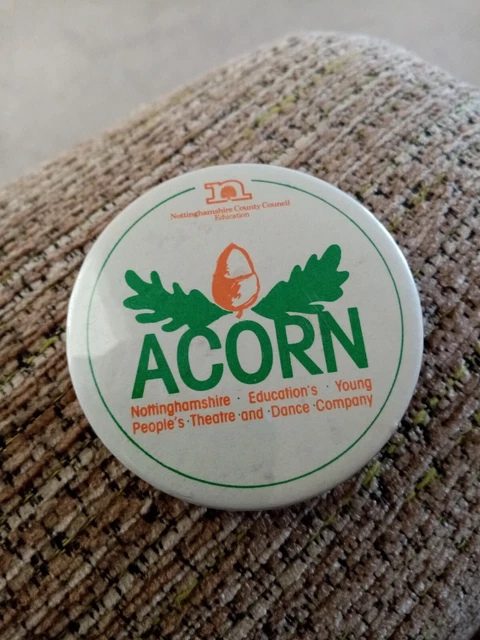 n
Nottinghamshire County Council
Education
ACORN
Nottinghamshire · Education's · Young
People's · Theatre · and · Dance · Company